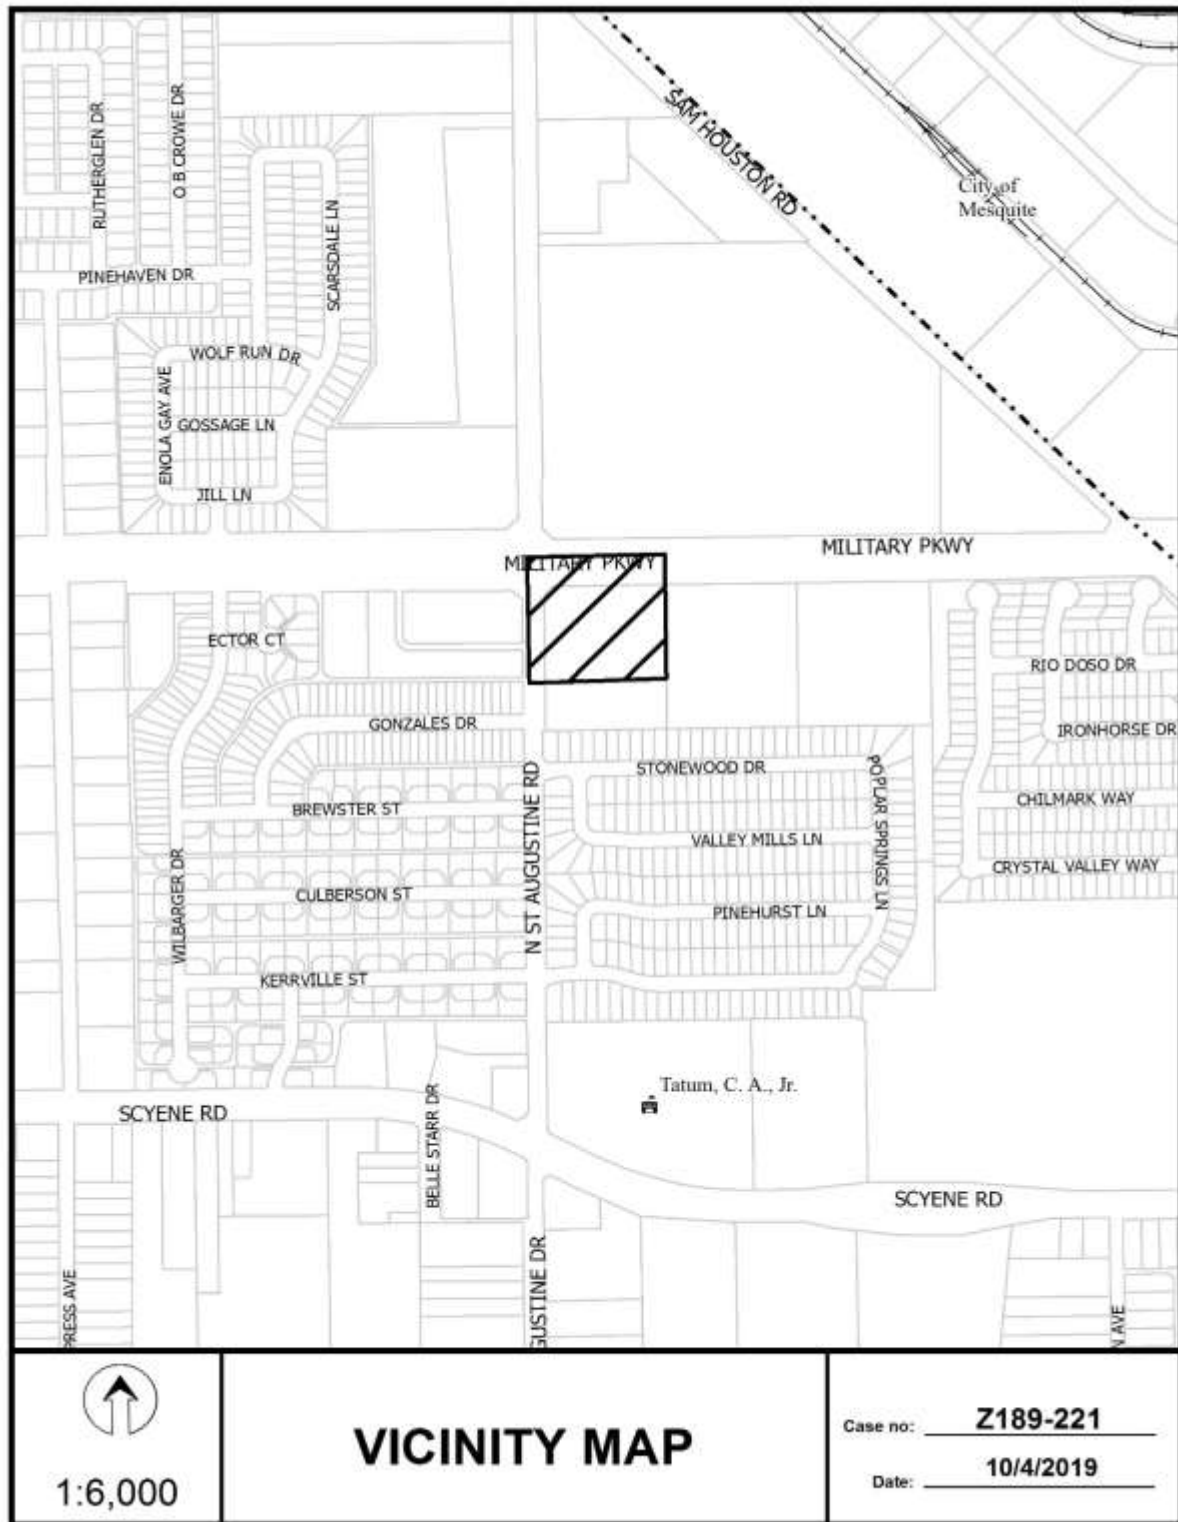 SAM HOUSTON RD
City of
Mesquite
RUTHERGLEN DR
O B CROWE DR
SCARSDALE LN
PINEHAVEN DR
WOLF RUN DR
ENOLA GAY AVE
GOSSAGE LN
JILL LN
MILITARY PKWY
MILITARY PKWY
ECTOR CT
RIO DOSO DR
GONZALES DR
IRONHORSE DR
STONEWOOD DR
POPLAR SPRINGS LN
CHILMARK WAY
BREWSTER ST
N ST AUGUSTINE RD
VALLEY MILLS LN
CRYSTAL VALLEY WAY
WILBARGER DR
CULBERSON ST
PINEHURST LN
KERRVILLE ST
Tatum, C. A., Jr.
SCYENE RD
BELLE STARR DR
SCYENE RD
PRESS AVE
GUSTINE DR
N AVE
1:6,000
VICINITY MAP
Case no: Z189-221
Date: 10/4/2019